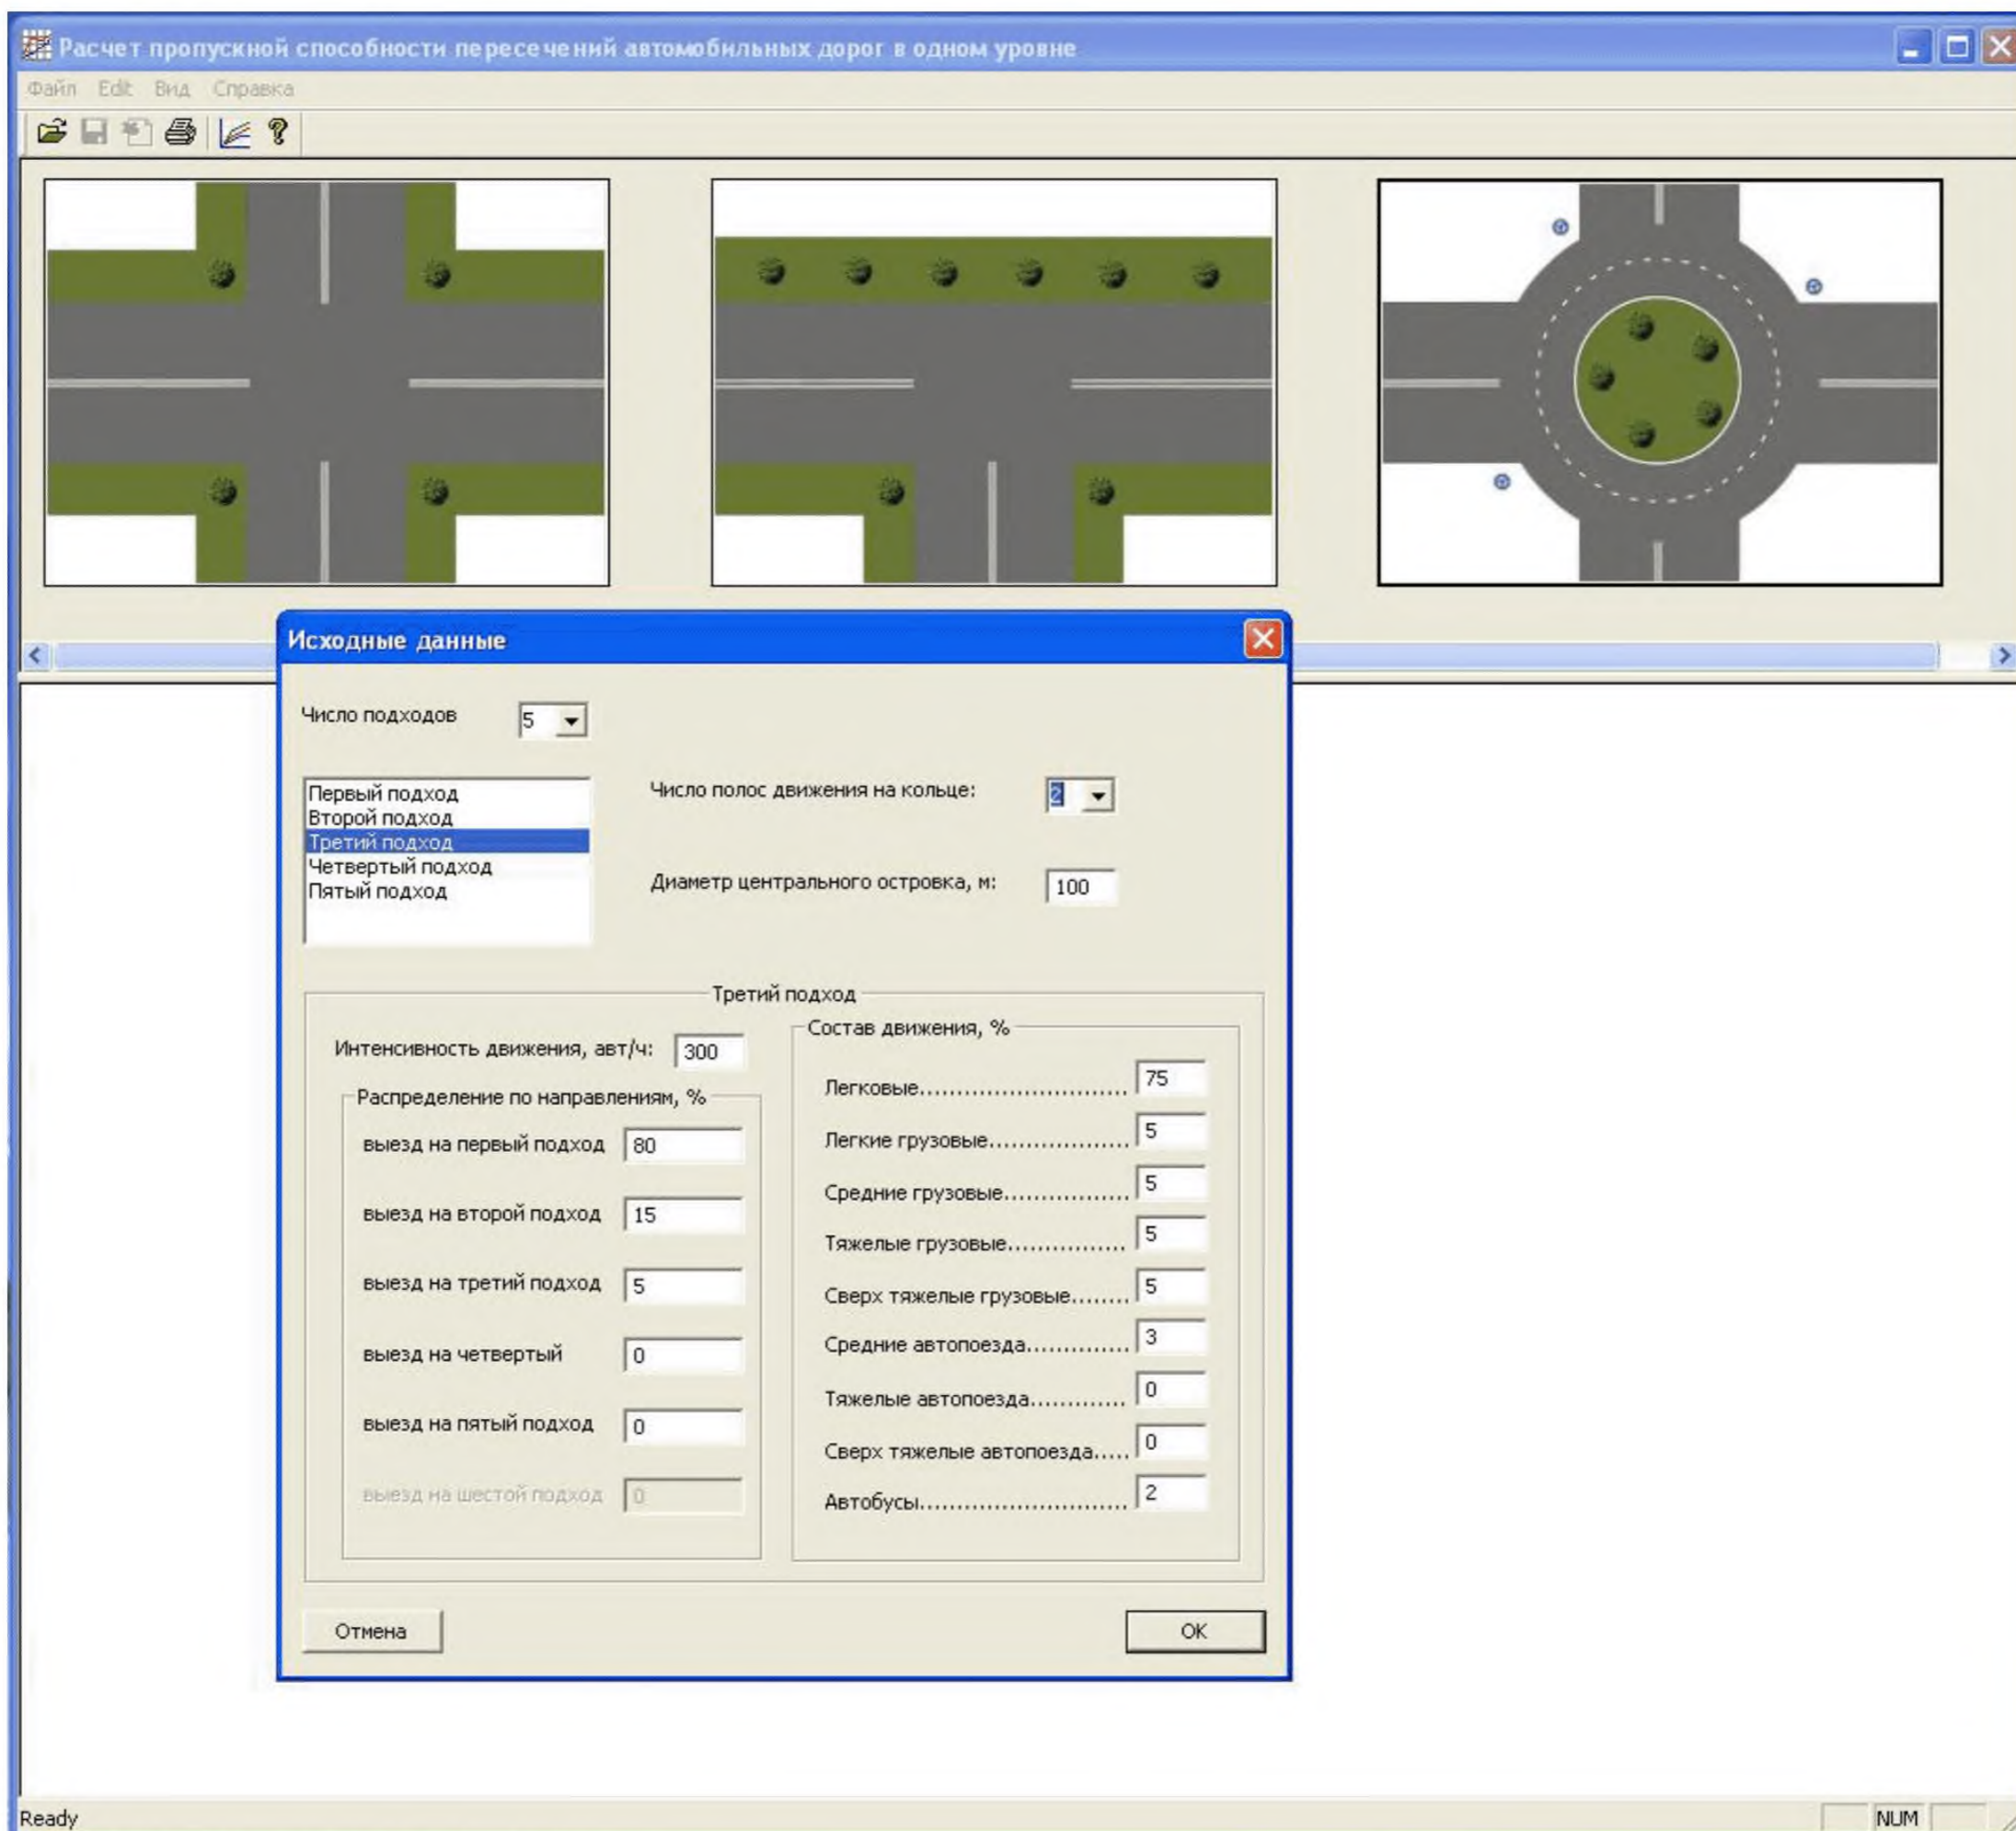 Расчет пропускной способности пересечений автомобильных дорог в одном уровне
Файл Edit Вид Справка
Исходные данные
Число подходов 5
Первый подход
Второй подход
Третий подход
Четвертый подход
Пятый подход
Число полос движения на кольце: 2
Диаметр центрального островка, м: 100
Третий подход
Интенсивность движения, авт/ч: 300
Распределение по направлениям, %
выезд на первый подход 80
выезд на второй подход 15
выезд на третий подход 5
выезд на четвертый 0
выезд на пятый подход 0
выезд на шестой подход 0
Состав движения, %
Легковые............................ 75
Легкие грузовые................... 5
Средние грузовые................. 5
Тяжелые грузовые................ 5
Сверх тяжелые грузовые........ 5
Средние автопоезда.............. 3
Тяжелые автопоезда............. 0
Сверх тяжелые автопоезда..... 0
Автобусы............................ 2
Отмена
OK
Ready
NUM